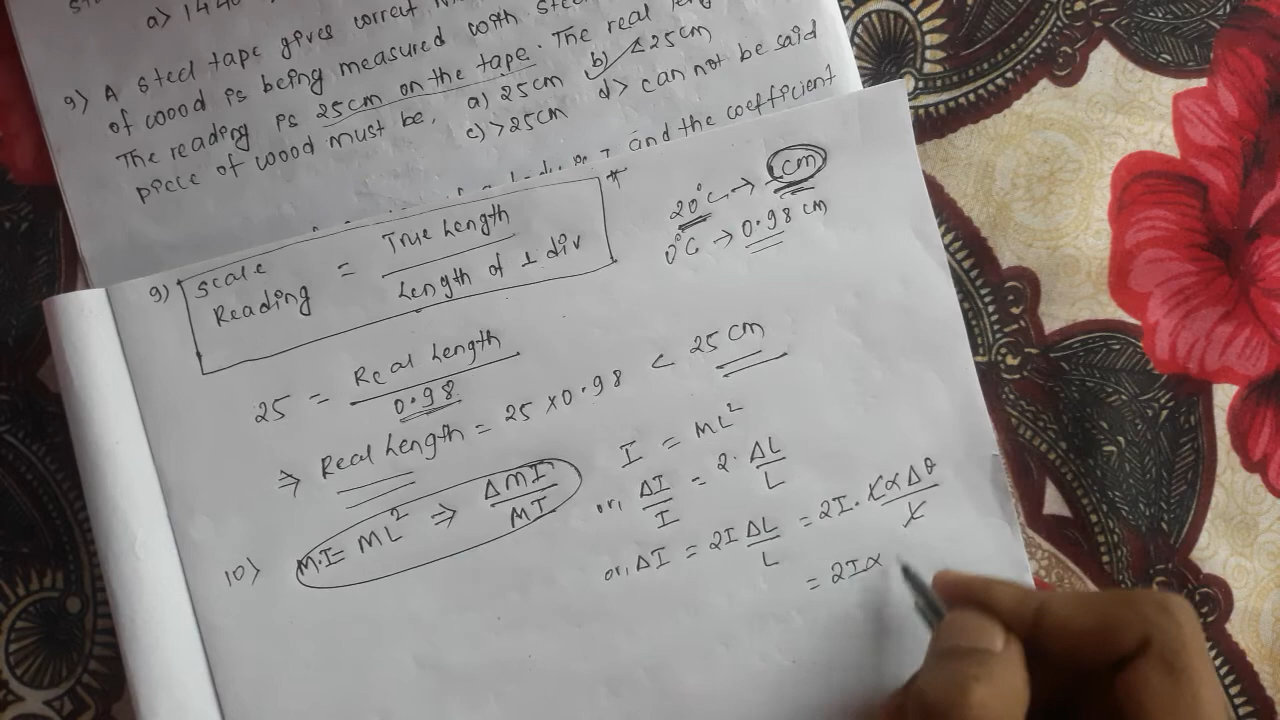 a) 144
9) A steel tape gives correct
of wood is being measured with steel
The reading is 25cm on the tape. The real
piece of wood must be, a) 25cm b) <25cm
c) >25cm d) can not be said
and the coefficient
9) Scale Reading = True Length / Length of 1 div *
20°C → 1cm
0°C → 0.98 cm
25 = Real Length / 0.98
⇒ Real Length = 25 × 0.98 < 25 cm
10) M.I = ML² ⇒ ΔMI / MI
I = ML²
or, ΔI / I = 2. ΔL / L
or, ΔI = 2I ΔL / L = 2I. L α Δθ / L
= 2Iα